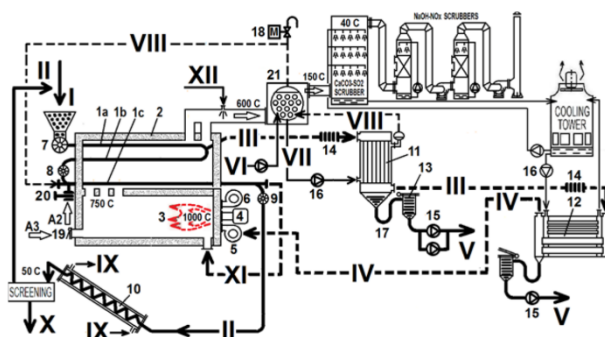 18 M
VIII
40 C
NaOH-NOx SCRUBBERS
CaCO3-SO2
SCRUBBER
II
I
XII
21
150 C
600 C
1a
1b
1c
2
COOLING
TOWER
7
III
VIII
14
VI
VII
11
8
13
16
III
14
16
20
750 C
6
9
IV
12
A2
3
1000 C
4
17
15
V
A3
19
5
XI
IV
50 C
IX
SCREENING
10
X
IX
II
15
V